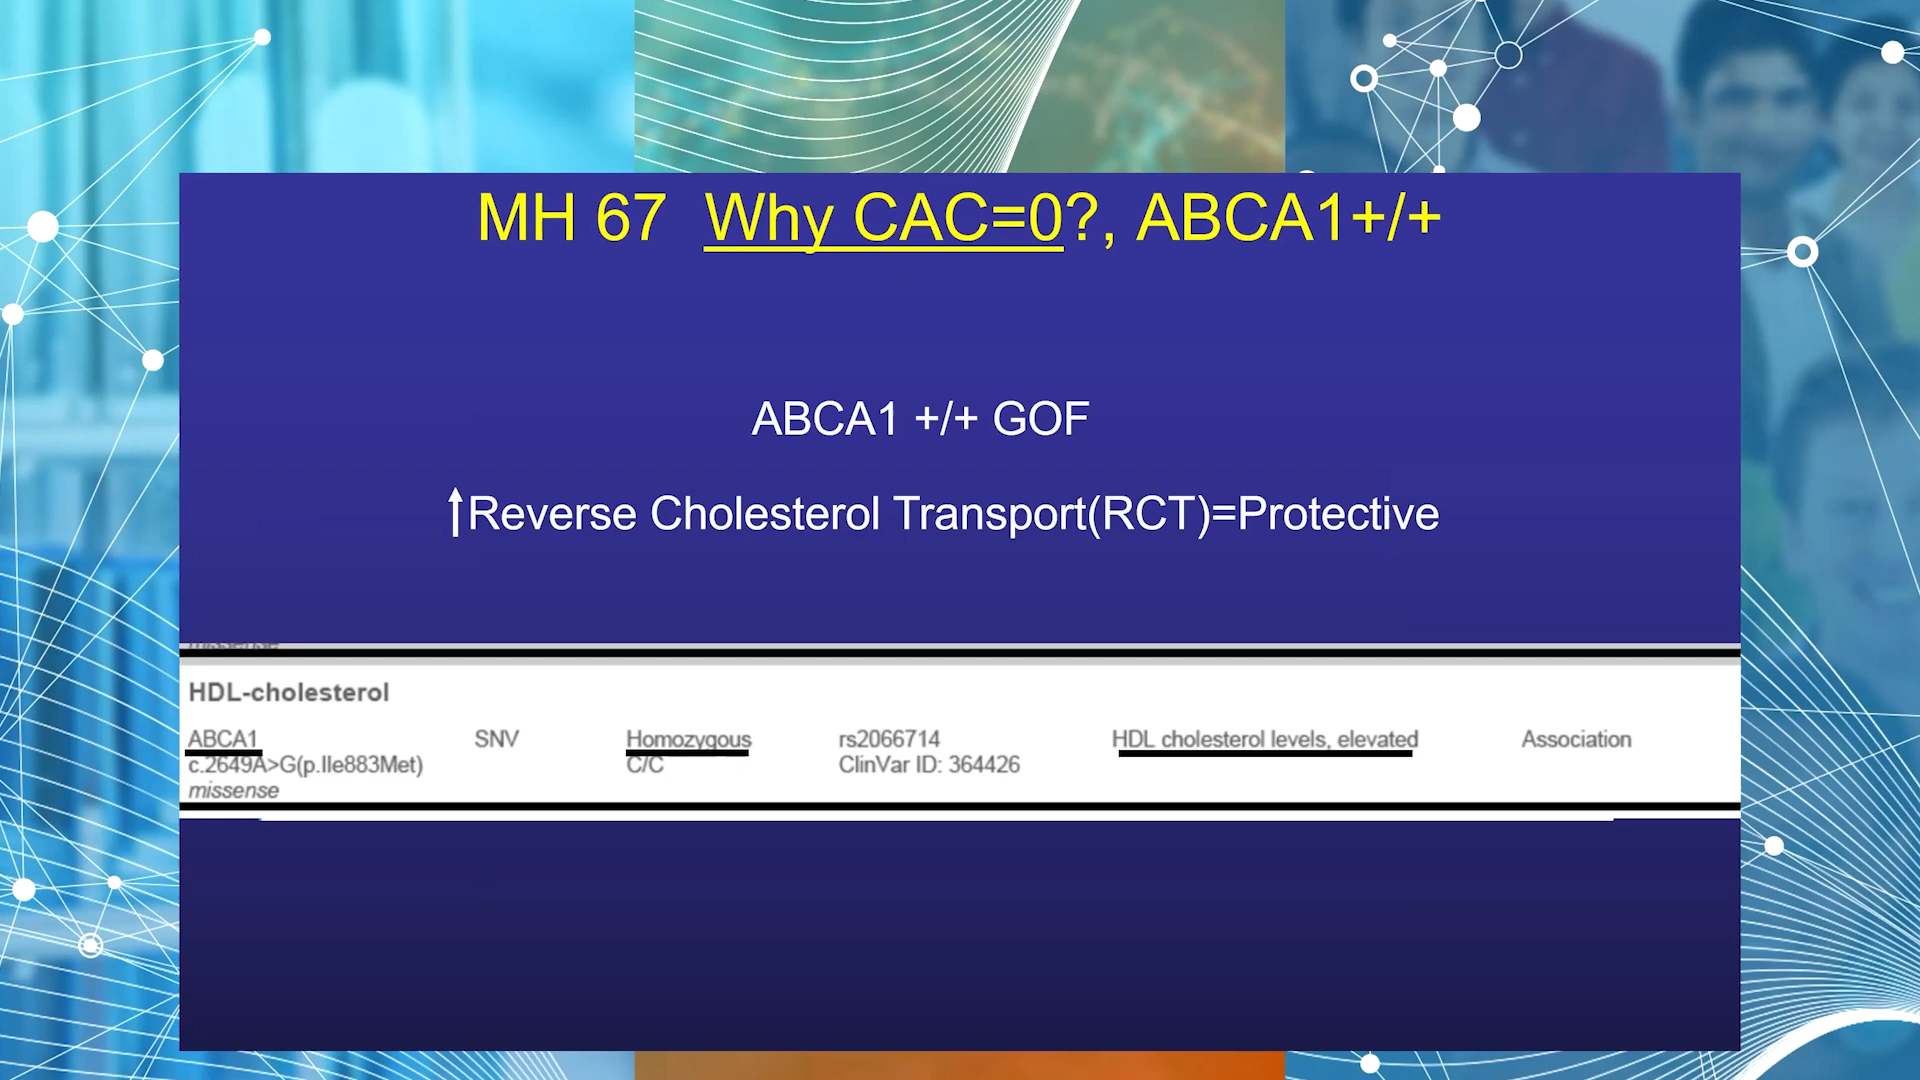 MH 67 Why CAC=0?, ABCA1+/+
ABCA1 +/+ GOF
↑Reverse Cholesterol Transport(RCT)=Protective
missense
HDL-cholesterol
ABCA1 SNV Homozygous rs2066714 HDL cholesterol levels, elevated Association
c.2649A>G(p.Ile883Met) C/C ClinVar ID: 364426
missense